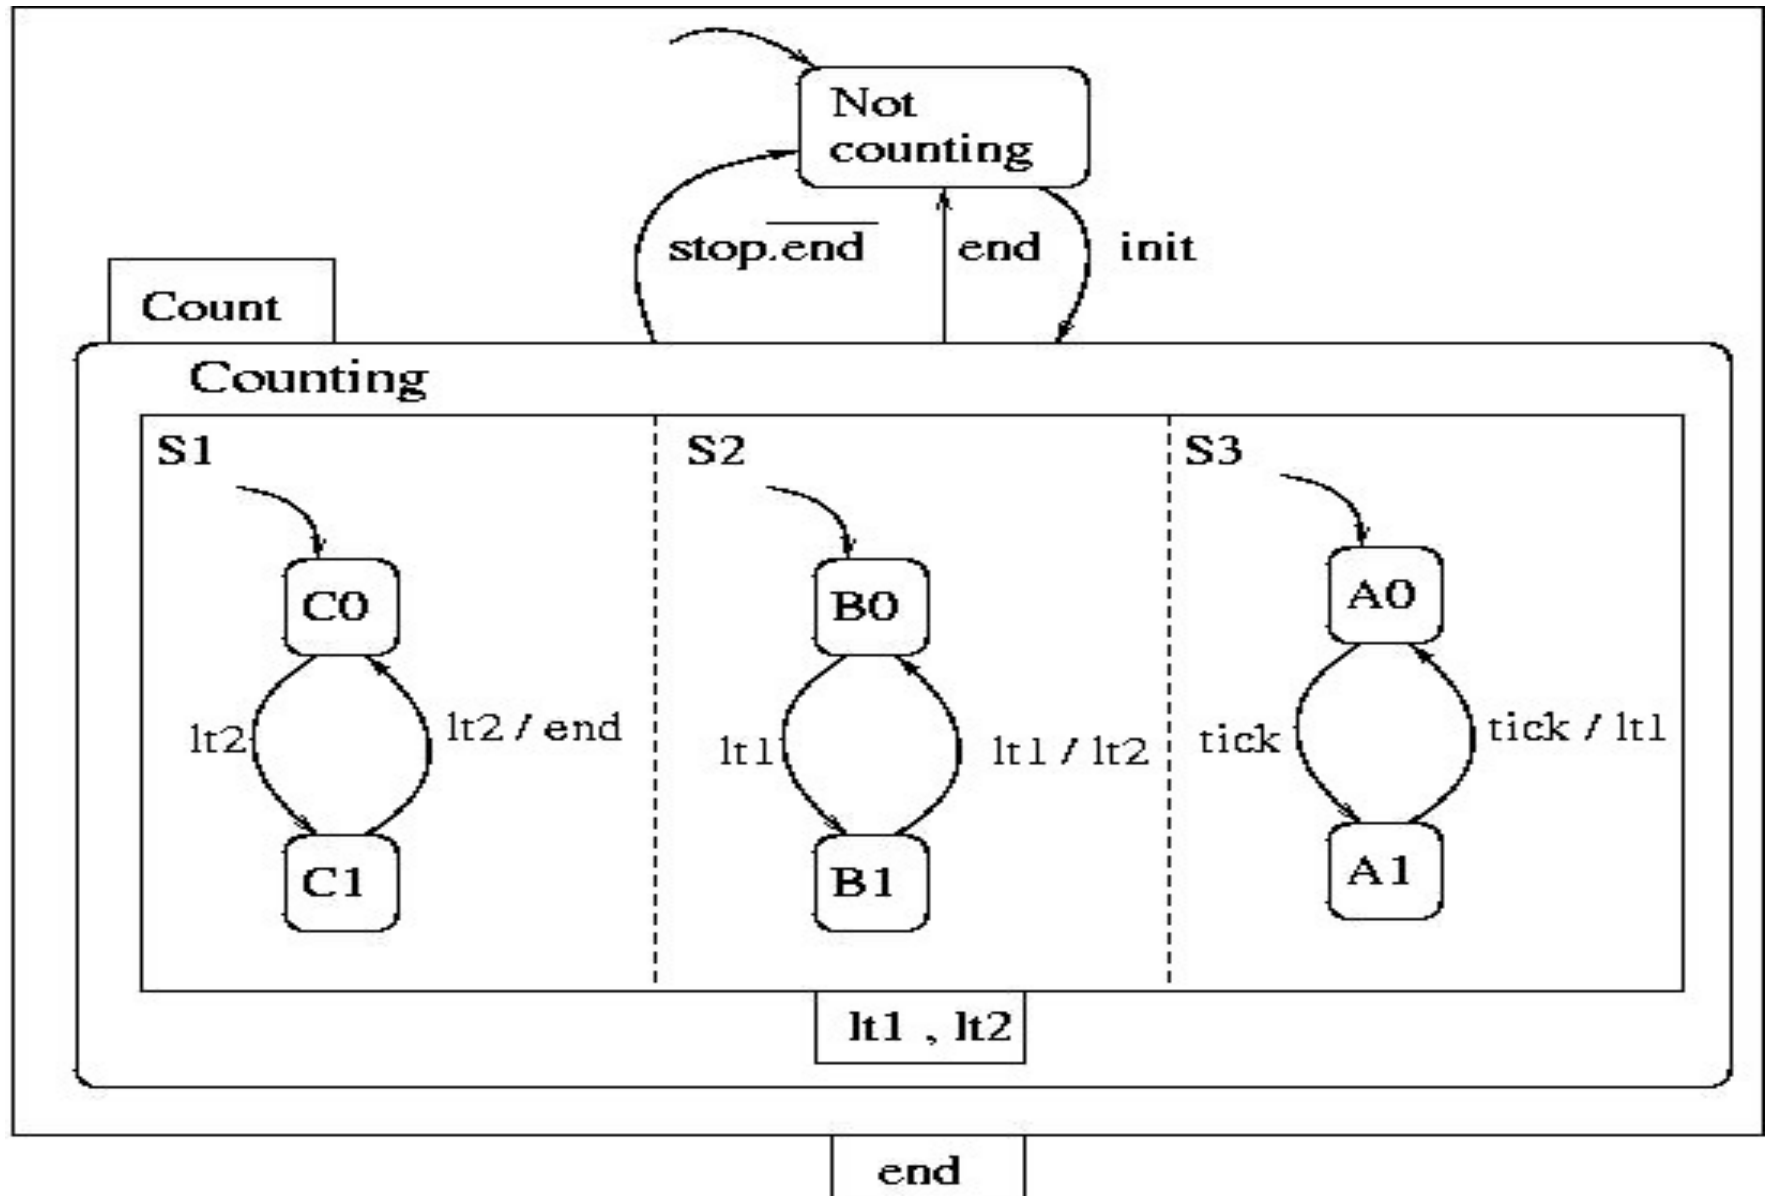 Not
counting
stop.end
end
init
Count
Counting
S1
S2
S3
C0
B0
A0
lt2
lt2 / end
lt1
lt1 / lt2
tick
tick / lt1
C1
B1
A1
lt1 , lt2
end